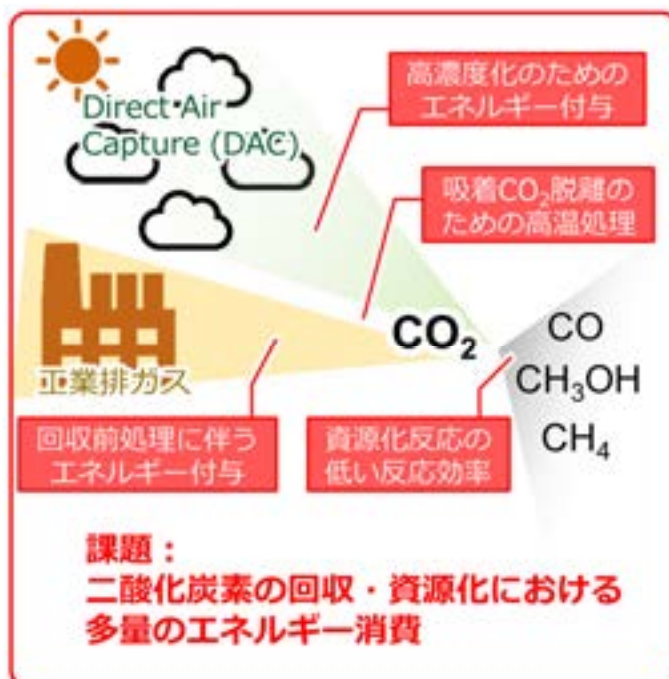 Direct Air
Capture (DAC)
高濃度化のための
エネルギー付与
吸着CO₂脱離の
ための高温処理
工業排ガス
CO₂
CO
CH₃OH
CH₄
回収前処理に伴う
エネルギー付与
資源化反応の
低い反応効率
課題：
二酸化炭素の回収・資源化における
多量のエネルギー消費